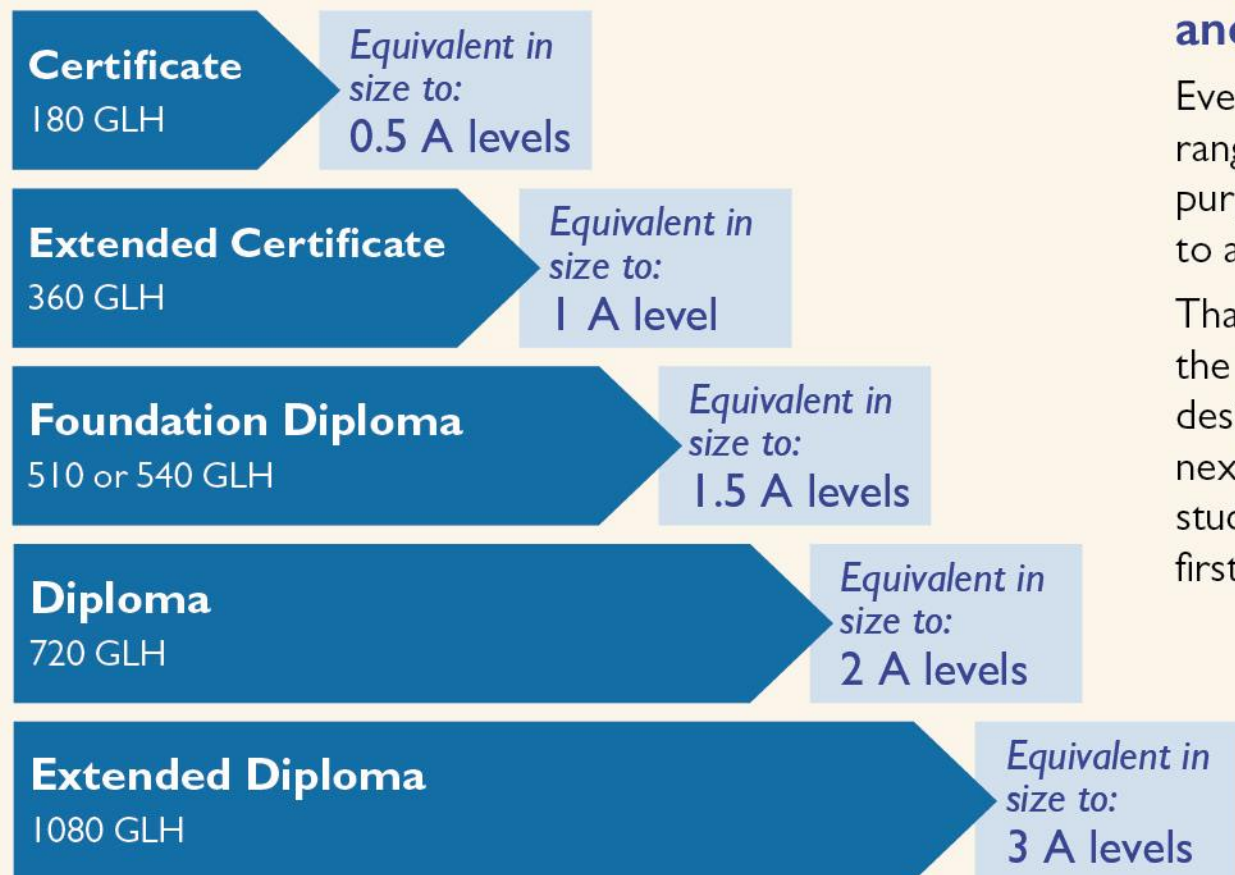 Certificate
180 GLH
Equivalent in
size to:
0.5 A levels
Extended Certificate
360 GLH
Equivalent in
size to:
1 A level
Foundation Diploma
510 or 540 GLH
Equivalent in
size to:
1.5 A levels
Diploma
720 GLH
Equivalent in
size to:
2 A levels
Extended Diploma
1080 GLH
Equivalent in
size to:
3 A levels
to
the